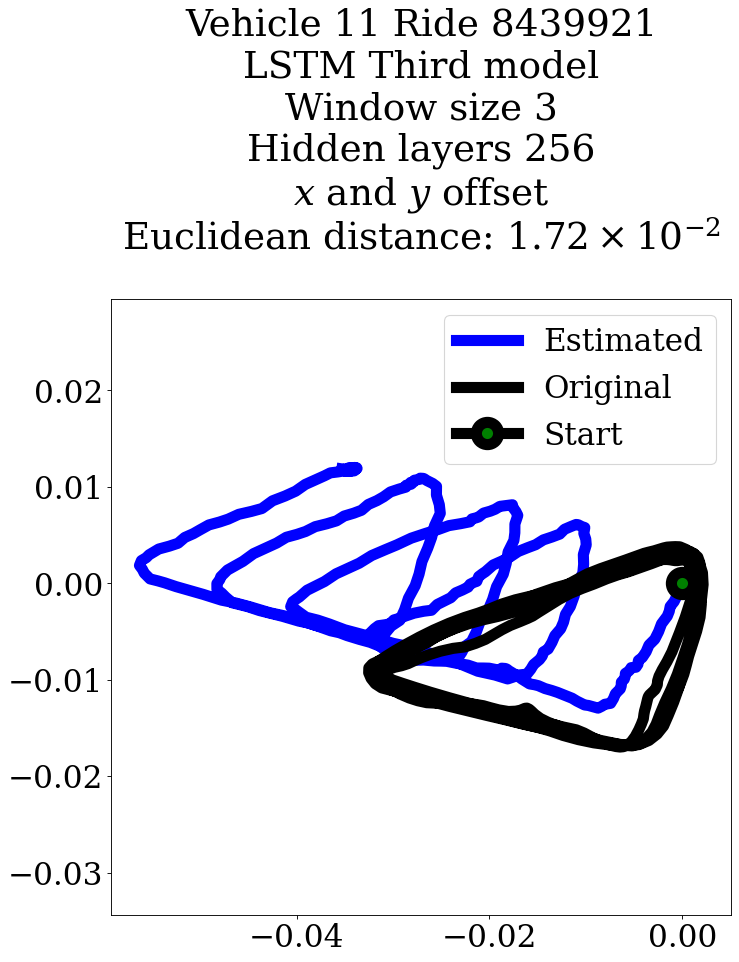 Vehicle 11 Ride 8439921
LSTM Third model
Window size 3
Hidden layers 256
x and y offset
Euclidean distance: 1.72 × 10⁻²
Estimated
Original
Start
0.02
0.01
0.00
−0.01
−0.02
−0.03
−0.04
−0.02
0.00